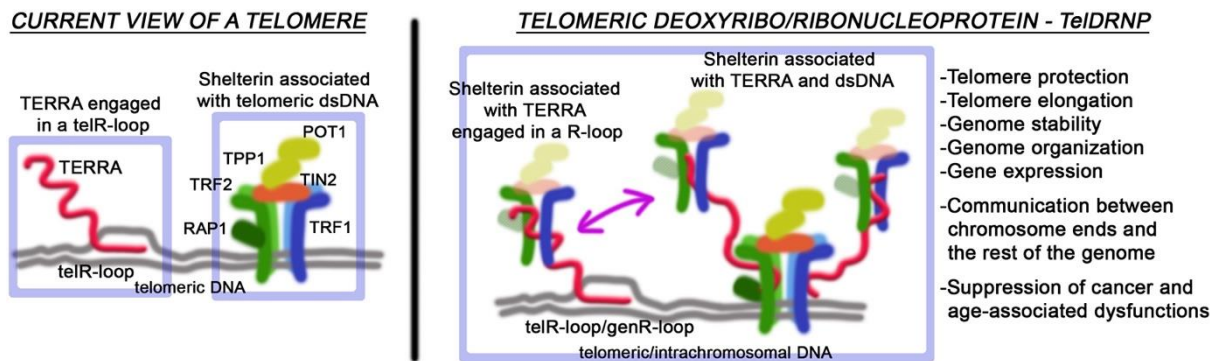 CURRENT VIEW OF A TELOMERE
TERRA engaged
in a telR-loop
TERRA
telR-loop
Shelterin associated
with telomeric dsDNA
POT1
TPP1
TRF2
TIN2
RAP1
TRF1
telomeric DNA
TELOMERIC DEOXYRIBO/RIBONUCLEOPROTEIN - TelDRNP
Shelterin associated
with TERRA
engaged in a R-loop
Shelterin associated
with TERRA and dsDNA
telR-loop/genR-loop
telomeric/intrachromosomal DNA
-Telomere protection
-Telomere elongation
-Genome stability
-Genome organization
-Gene expression
-Communication between
chromosome ends and
the rest of the genome
-Suppression of cancer and
age-associated dysfunctions